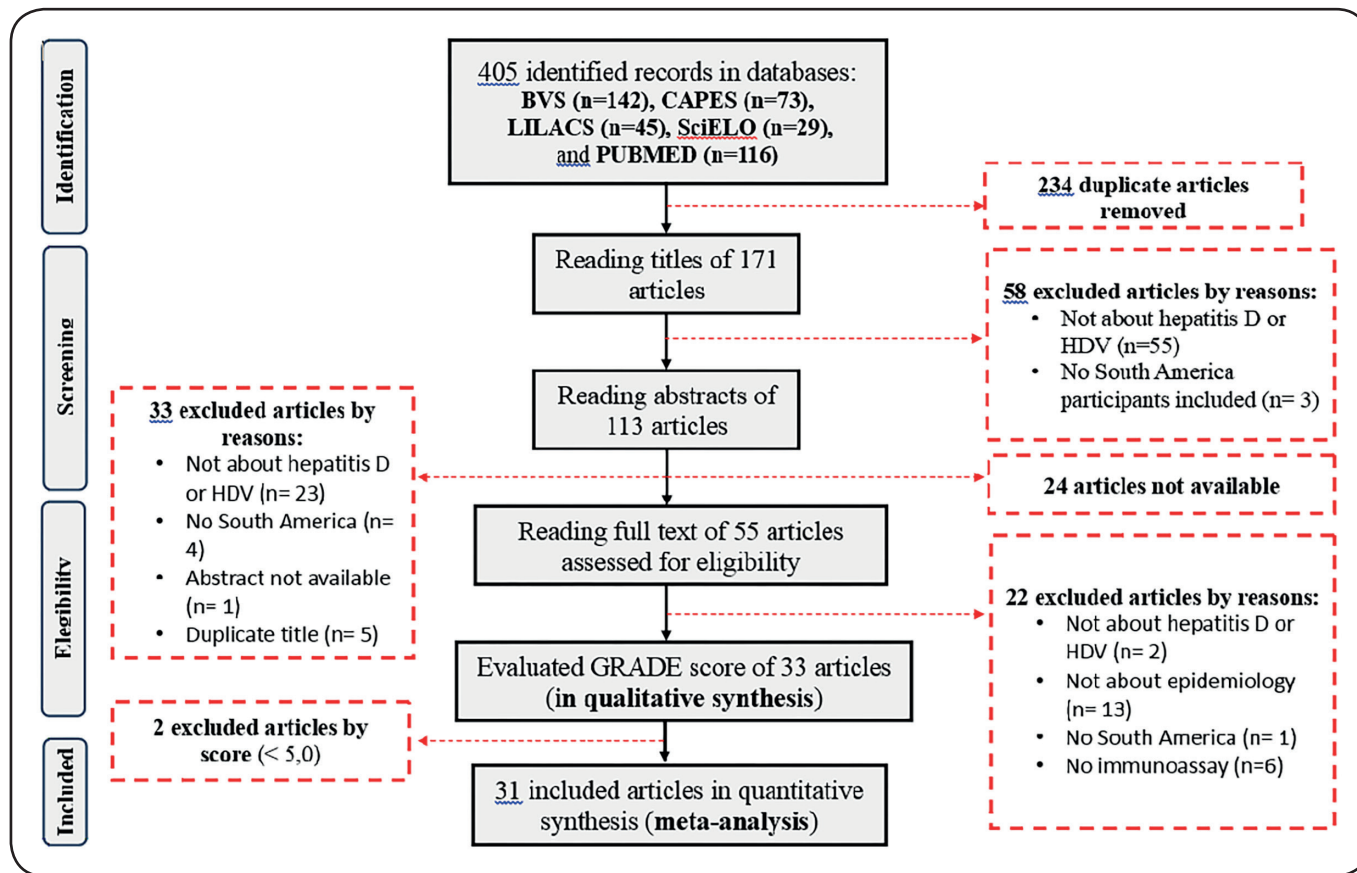 Identification
405 identified records in databases:
BVS (n=142), CAPES (n=73),
LILACS (n=45), SciELO (n=29),
and PUBMED (n=116)
234 duplicate articles
removed
Screening
Reading titles of 171
articles
58 excluded articles by reasons:
• Not about hepatitis D or
HDV (n=55)
• No South America
participants included (n= 3)
Reading abstracts of
113 articles
33 excluded articles by
reasons:
• Not about hepatitis D
or HDV (n= 23)
• No South America (n=
4)
• Abstract not available
(n= 1)
• Duplicate title (n= 5)
24 articles not available
Elegibility
Reading full text of 55 articles
assessed for eligibility
22 excluded articles by reasons:
• Not about hepatitis D or
HDV (n= 2)
• Not about epidemiology
(n= 13)
• No South America (n= 1)
• No immunoassay (n=6)
Evaluated GRADE score of 33 articles
(in qualitative synthesis)
2 excluded articles by
score (< 5,0)
Included
31 included articles in quantitative
synthesis (meta-analysis)